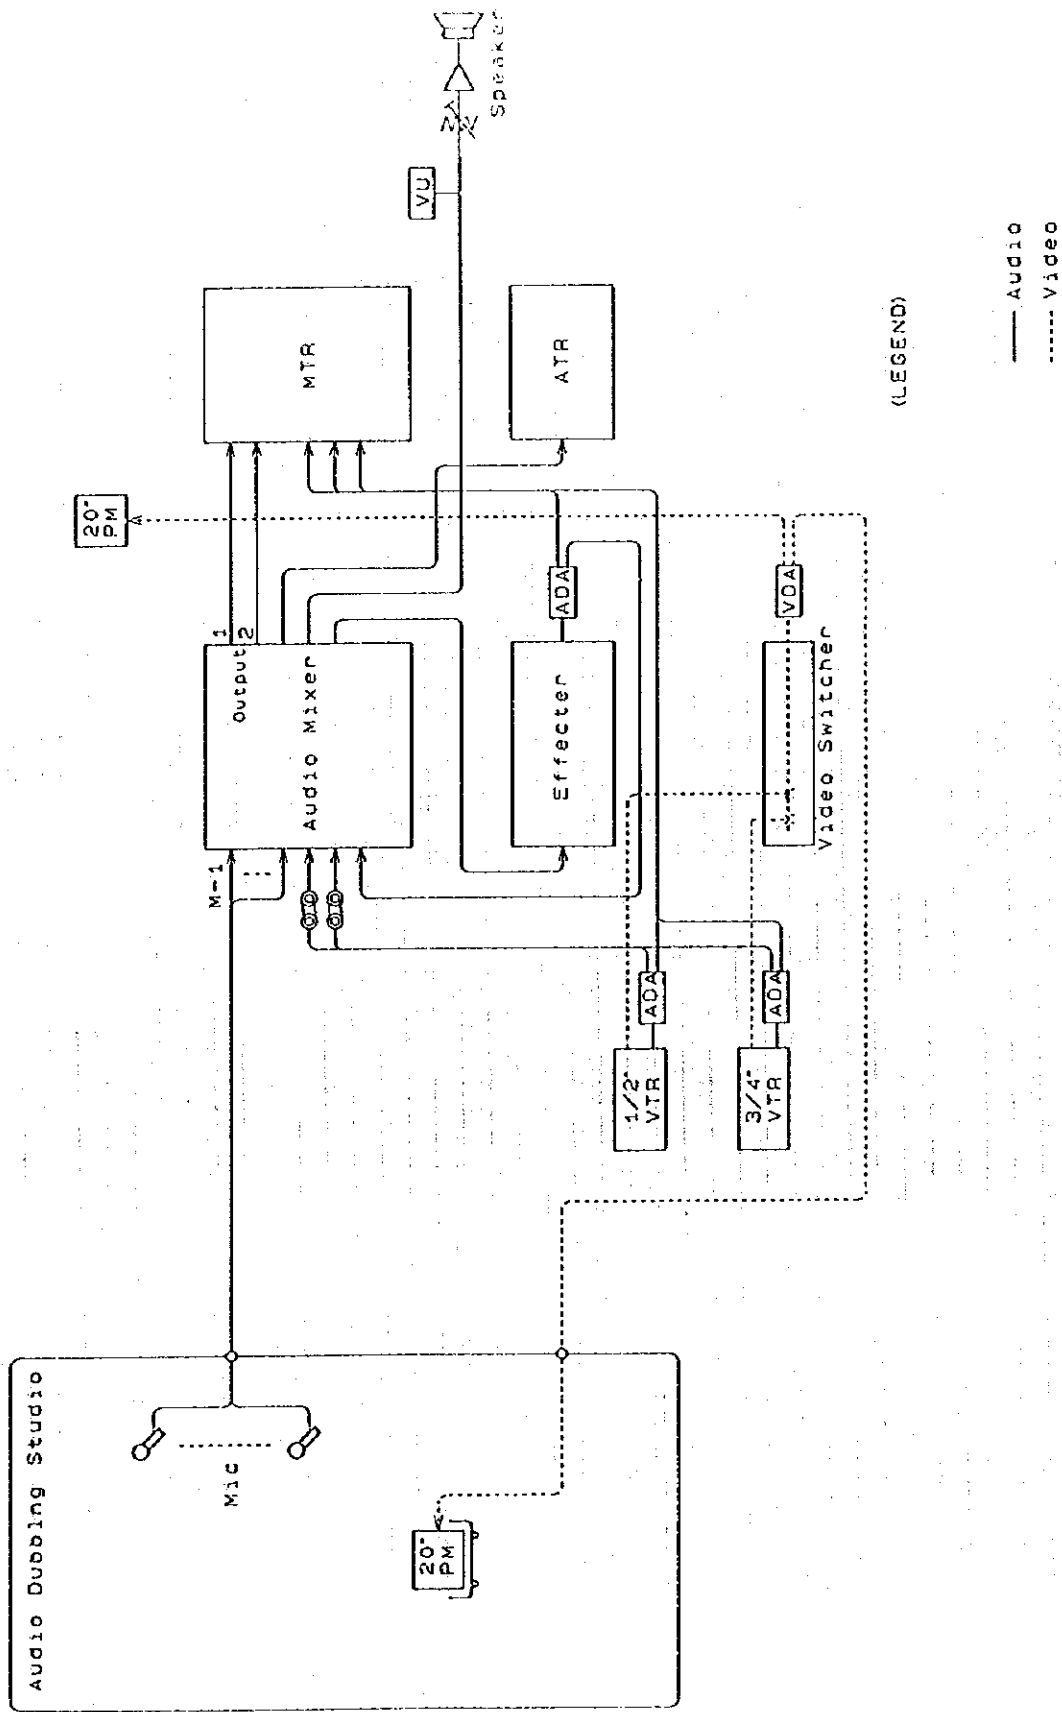 Audio Dubbing Studio
Mic
20"
PM
M-1
Output 1
2
Audio Mixer
20"
PM
MTR
VU
Speaker
Effecter
ADA
ATR
1/2"
VTR
ADA
3/4"
VTR
ADA
Video Switcher
VDA
(LEGEND)
Audio
Video